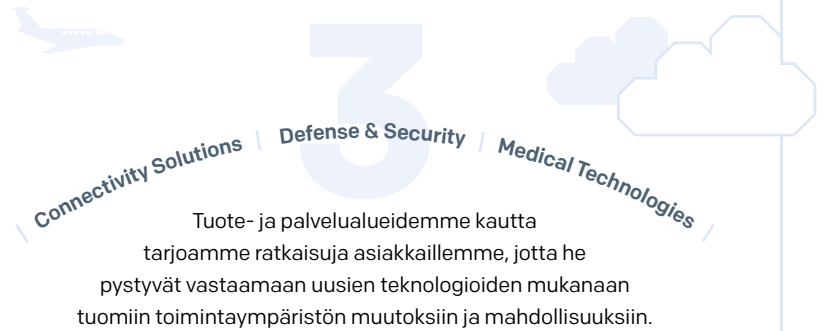 3
Connectivity Solutions | Defense & Security | Medical Technologies
Tuote- ja palvelualueidemme kautta
tarjoamme ratkaisuja asiakkaillemme, jotta he
pystyvät vastaamaan uusien teknologioiden mukanaan
tuomiin toimintaympäristön muutoksiin ja mahdollisuuksiin.